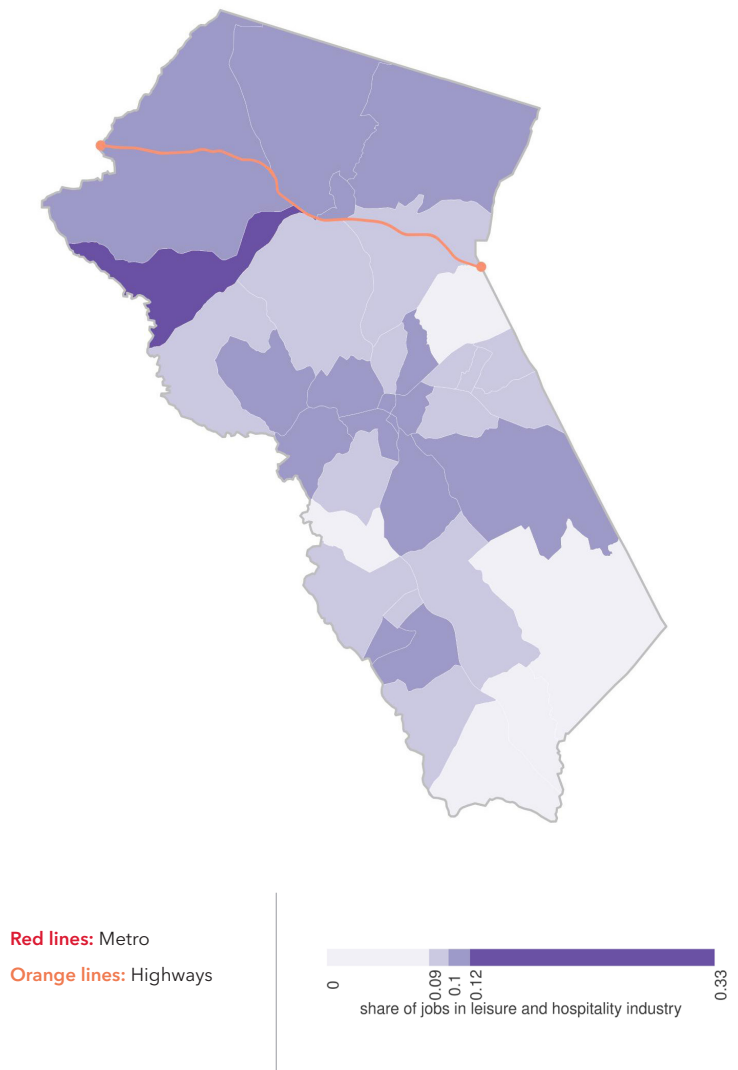 Red lines: Metro
Orange lines: Highways
0
0.09
0.1
0.12
0.33
share of jobs in leisure and hospitality industry